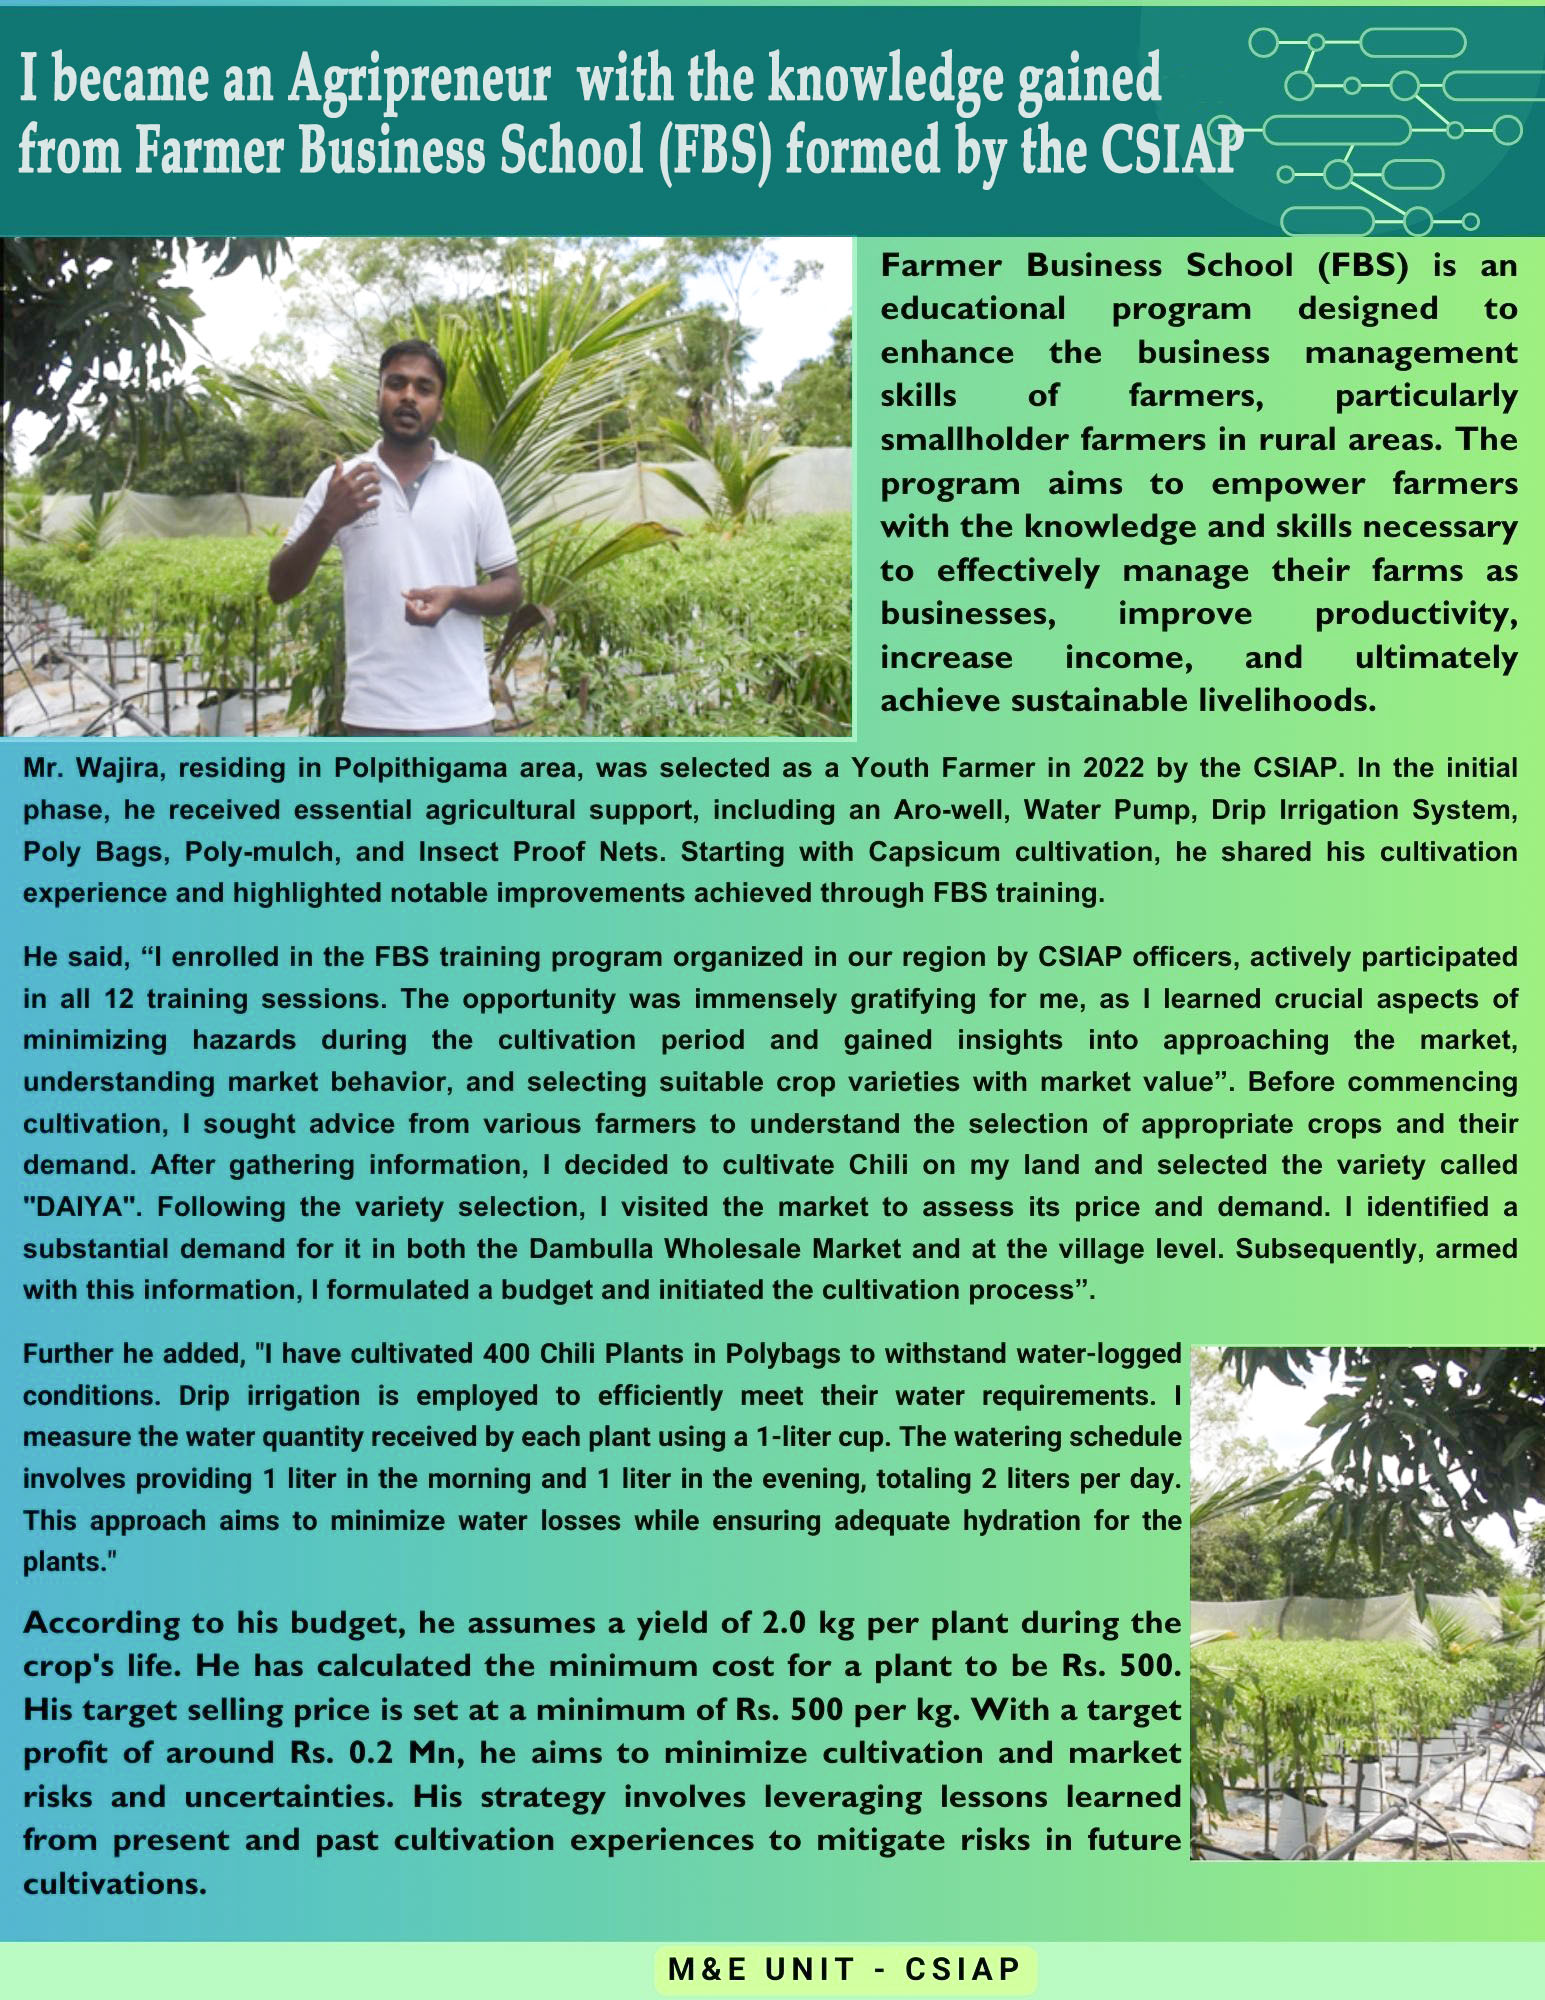 I became an Agripreneur with the knowledge gained
from Farmer Business School (FBS) formed by the CSIAP
Farmer Business School (FBS) is an
educational program designed to
enhance the business management
skills of farmers, particularly
smallholder farmers in rural areas. The
program aims to empower farmers
with the knowledge and skills necessary
to effectively manage their farms as
businesses, improve productivity,
increase income, and ultimately
achieve sustainable livelihoods.
Mr. Wajira, residing in Polpithigama area, was selected as a Youth Farmer in 2022 by the CSIAP. In the initial
phase, he received essential agricultural support, including an Aro-well, Water Pump, Drip Irrigation System,
Poly Bags, Poly-mulch, and Insect Proof Nets. Starting with Capsicum cultivation, he shared his cultivation
experience and highlighted notable improvements achieved through FBS training.
He said, “I enrolled in the FBS training program organized in our region by CSIAP officers, actively participated
in all 12 training sessions. The opportunity was immensely gratifying for me, as I learned crucial aspects of
minimizing hazards during the cultivation period and gained insights into approaching the market,
understanding market behavior, and selecting suitable crop varieties with market value”. Before commencing
cultivation, I sought advice from various farmers to understand the selection of appropriate crops and their
demand. After gathering information, I decided to cultivate Chili on my land and selected the variety called
"DAIYA". Following the variety selection, I visited the market to assess its price and demand. I identified a
substantial demand for it in both the Dambulla Wholesale Market and at the village level. Subsequently, armed
with this information, I formulated a budget and initiated the cultivation process”.
Further he added, "I have cultivated 400 Chili Plants in Polybags to withstand water-logged
conditions. Drip irrigation is employed to efficiently meet their water requirements. I
measure the water quantity received by each plant using a 1-liter cup. The watering schedule
involves providing 1 liter in the morning and 1 liter in the evening, totaling 2 liters per day.
This approach aims to minimize water losses while ensuring adequate hydration for the
plants."
According to his budget, he assumes a yield of 2.0 kg per plant during the
crop's life. He has calculated the minimum cost for a plant to be Rs. 500.
His target selling price is set at a minimum of Rs. 500 per kg. With a target
profit of around Rs. 0.2 Mn, he aims to minimize cultivation and market
risks and uncertainties. His strategy involves leveraging lessons learned
from present and past cultivation experiences to mitigate risks in future
cultivations.
M&E UNIT - CSIAP